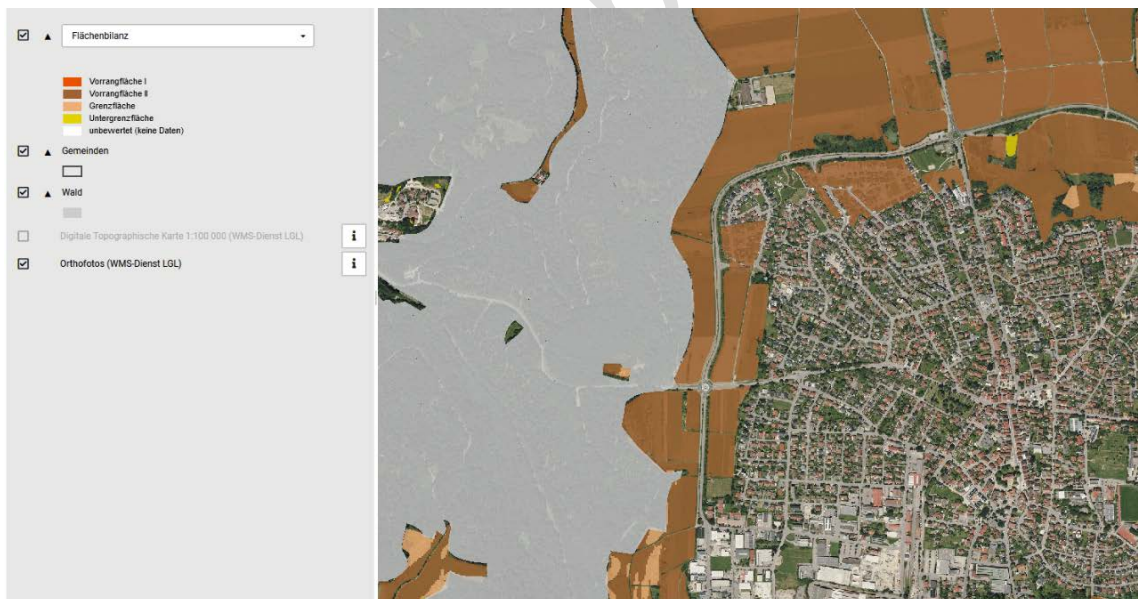 Flächenbilanz
Vorrangfläche I
Vorrangfläche II
Grenzfläche
Untergrenzfläche
unbewertet (keine Daten)
Gemeinden
Wald
Digitale Topographische Karte 1:100 000 (WMS-Dienst LGL)
i
Orthofotos (WMS-Dienst LGL)
i